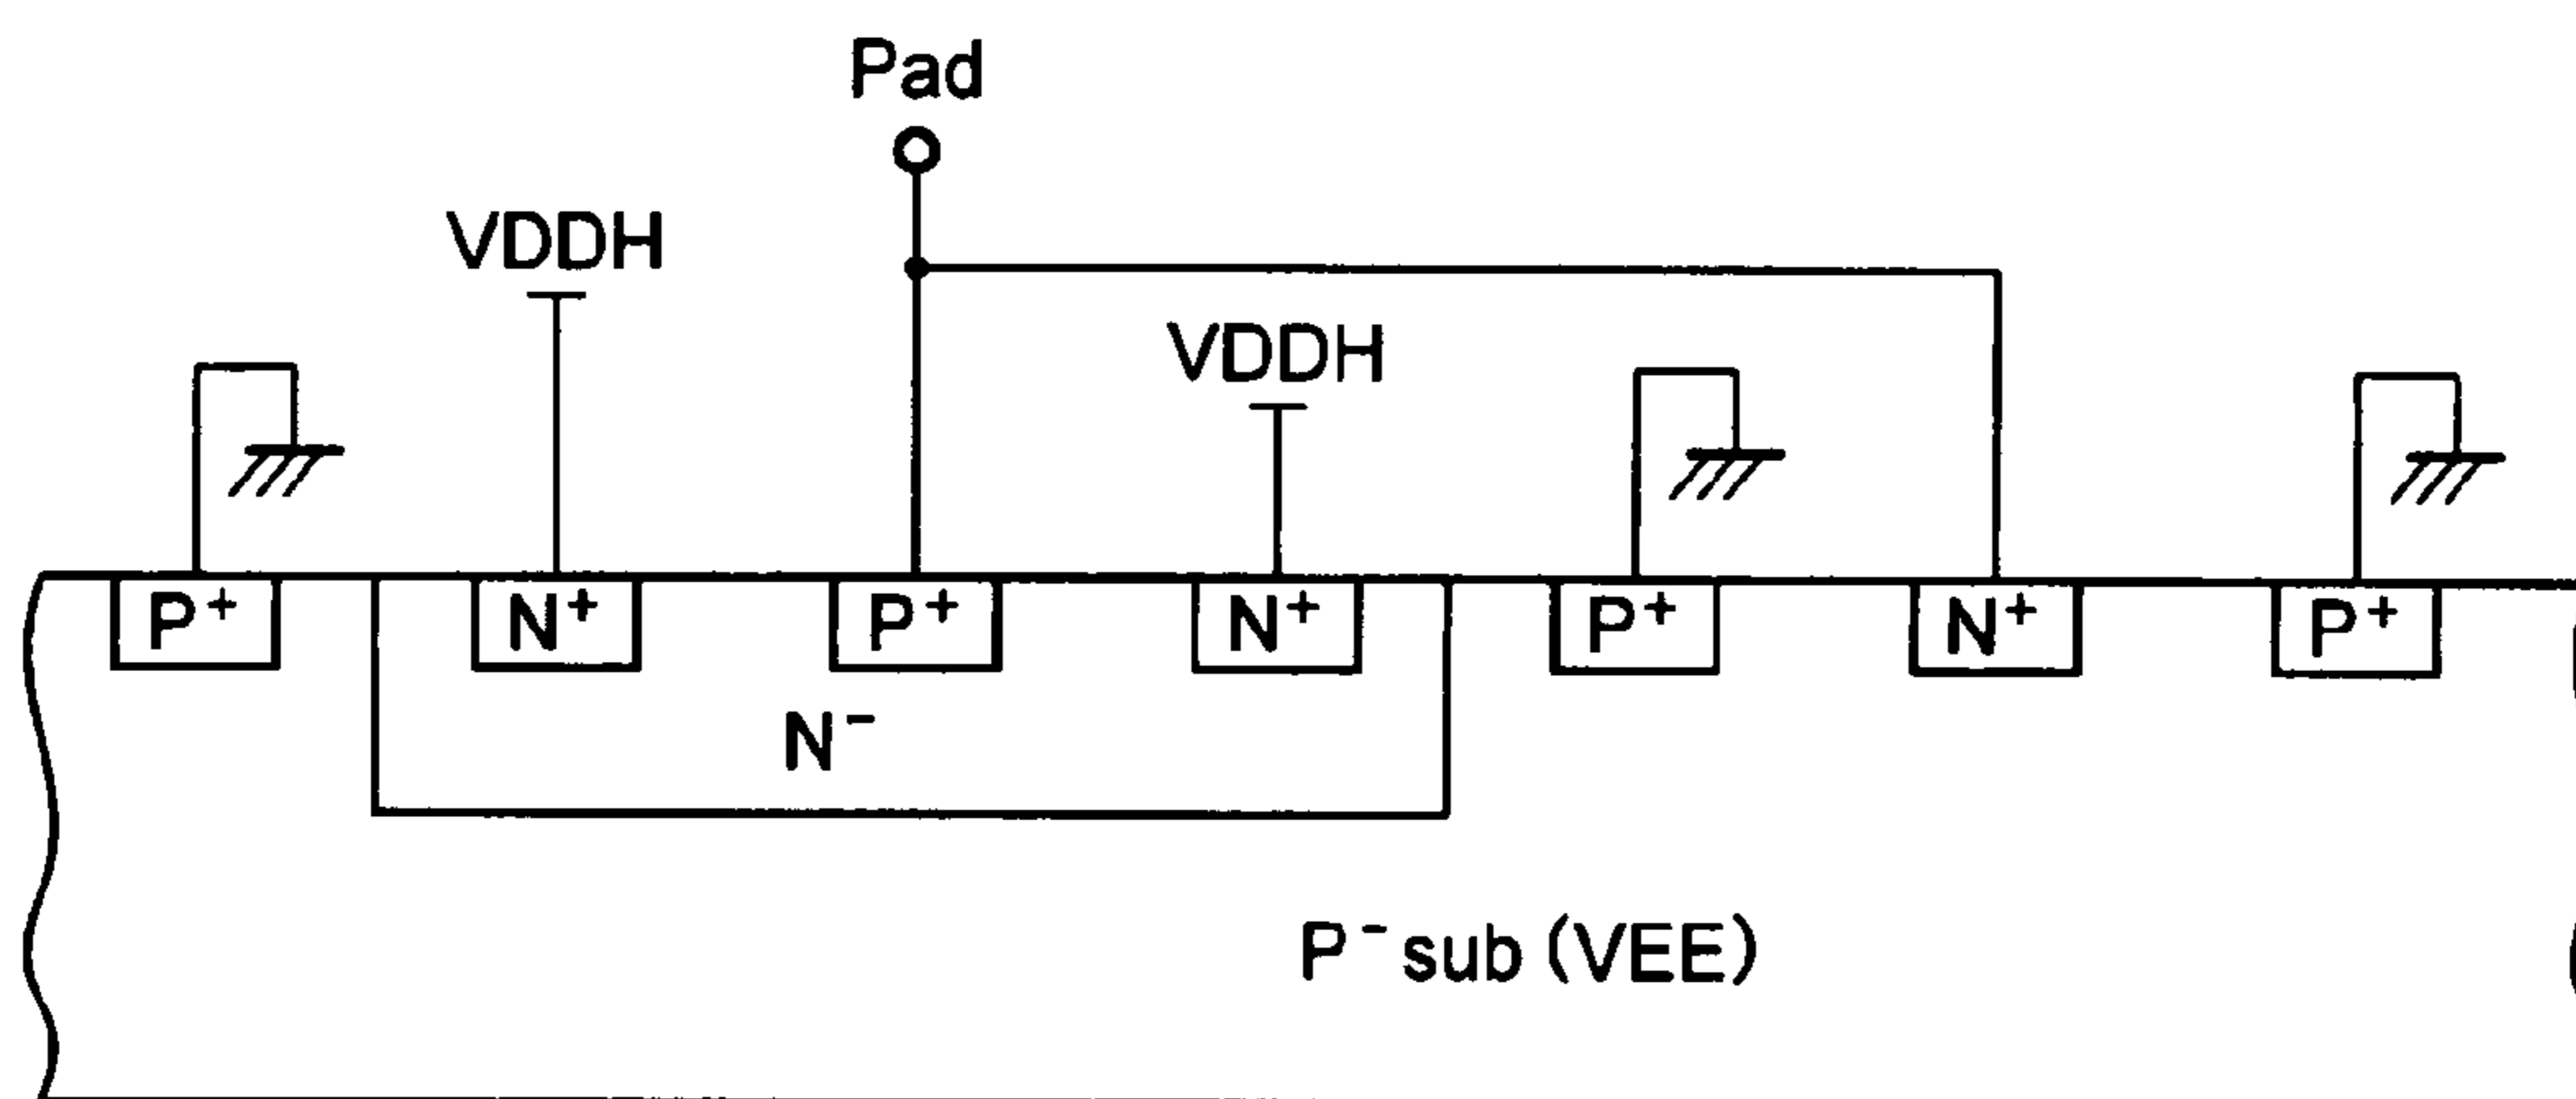 Pad
VDDH
VDDH
P⁺ N⁺ P⁺ N⁺ P⁺ N⁺ P⁺
N⁻
P⁻sub (VEE)